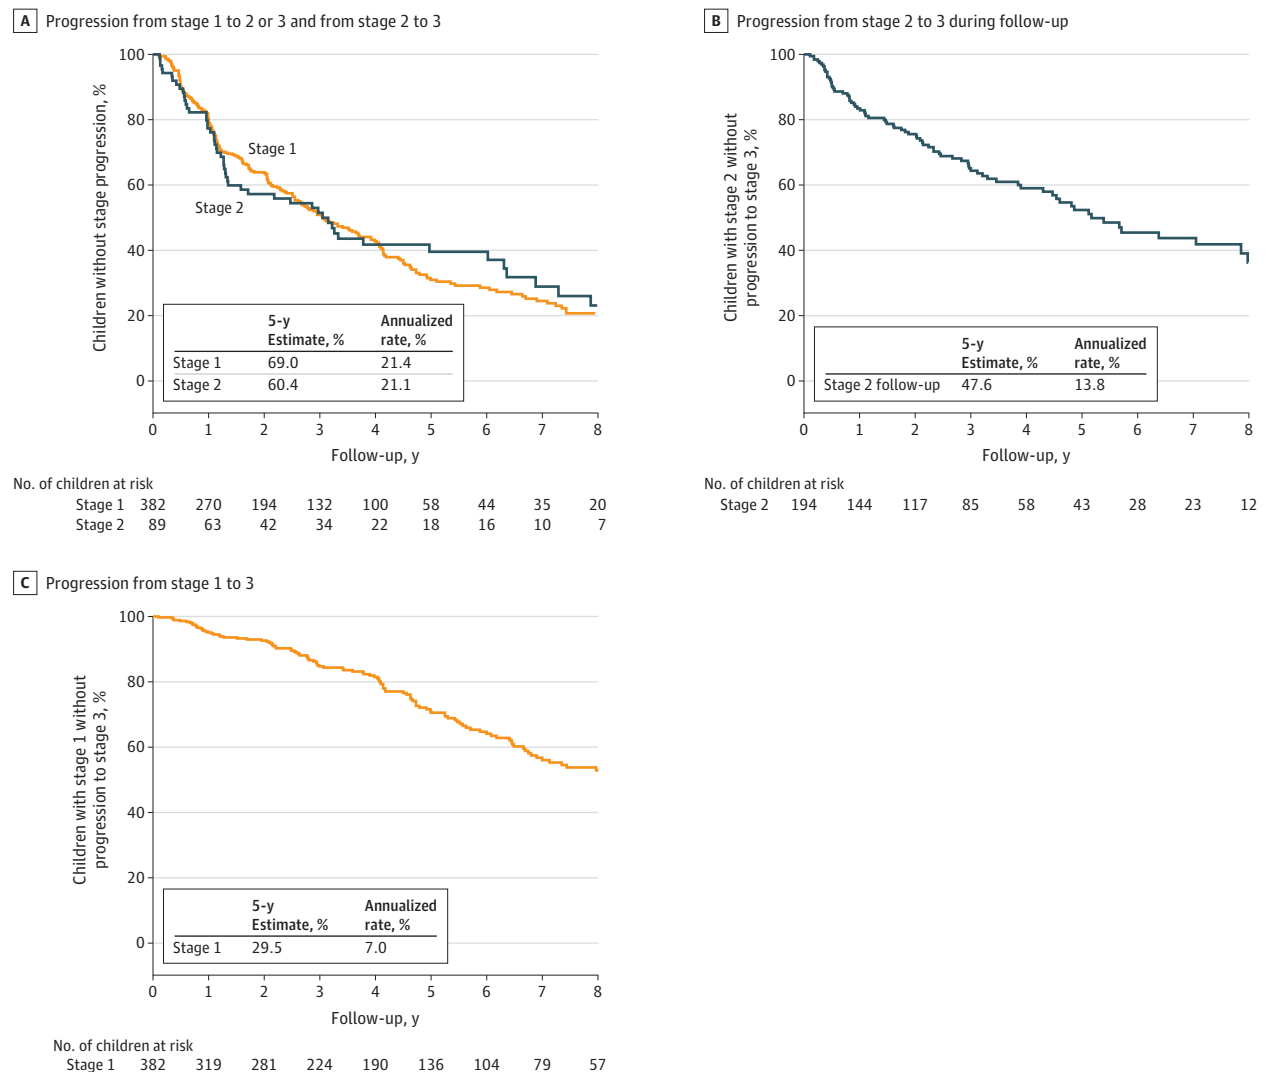 A Progression from stage 1 to 2 or 3 and from stage 2 to 3
Children without stage progression, %
100
80
60
40
20
0
Stage 1
Stage 2
5-y Annualized
Estimate, % rate, %
Stage 1 69.0 21.4
Stage 2 60.4 21.1
0 1 2 3 4 5 6 7 8
Follow-up, y
No. of children at risk
Stage 1 382 270 194 132 100 58 44 35 20
Stage 2 89 63 42 34 22 18 16 10 7
B Progression from stage 2 to 3 during follow-up
Children with stage 2 without
progression to stage 3, %
100
80
60
40
20
0
5-y Annualized
Estimate, % rate, %
Stage 2 follow-up 47.6 13.8
0 1 2 3 4 5 6 7 8
Follow-up, y
No. of children at risk
Stage 2 194 144 117 85 58 43 28 23 12
C Progression from stage 1 to 3
Children with stage 1 without
progression to stage 3, %
100
80
60
40
20
0
5-y Annualized
Estimate, % rate, %
Stage 1 29.5 7.0
0 1 2 3 4 5 6 7 8
Follow-up, y
No. of children at risk
Stage 1 382 319 281 224 190 136 104 79 57